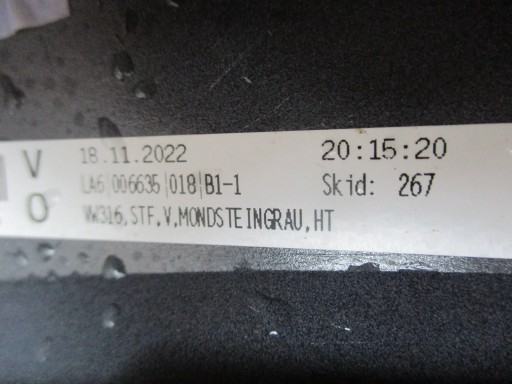 V 18.11.2022 20:15:20
LA6|006635|018|B1-1 Skid: 267
O VW316,STF,V,MONDSTEINGRAU,HT